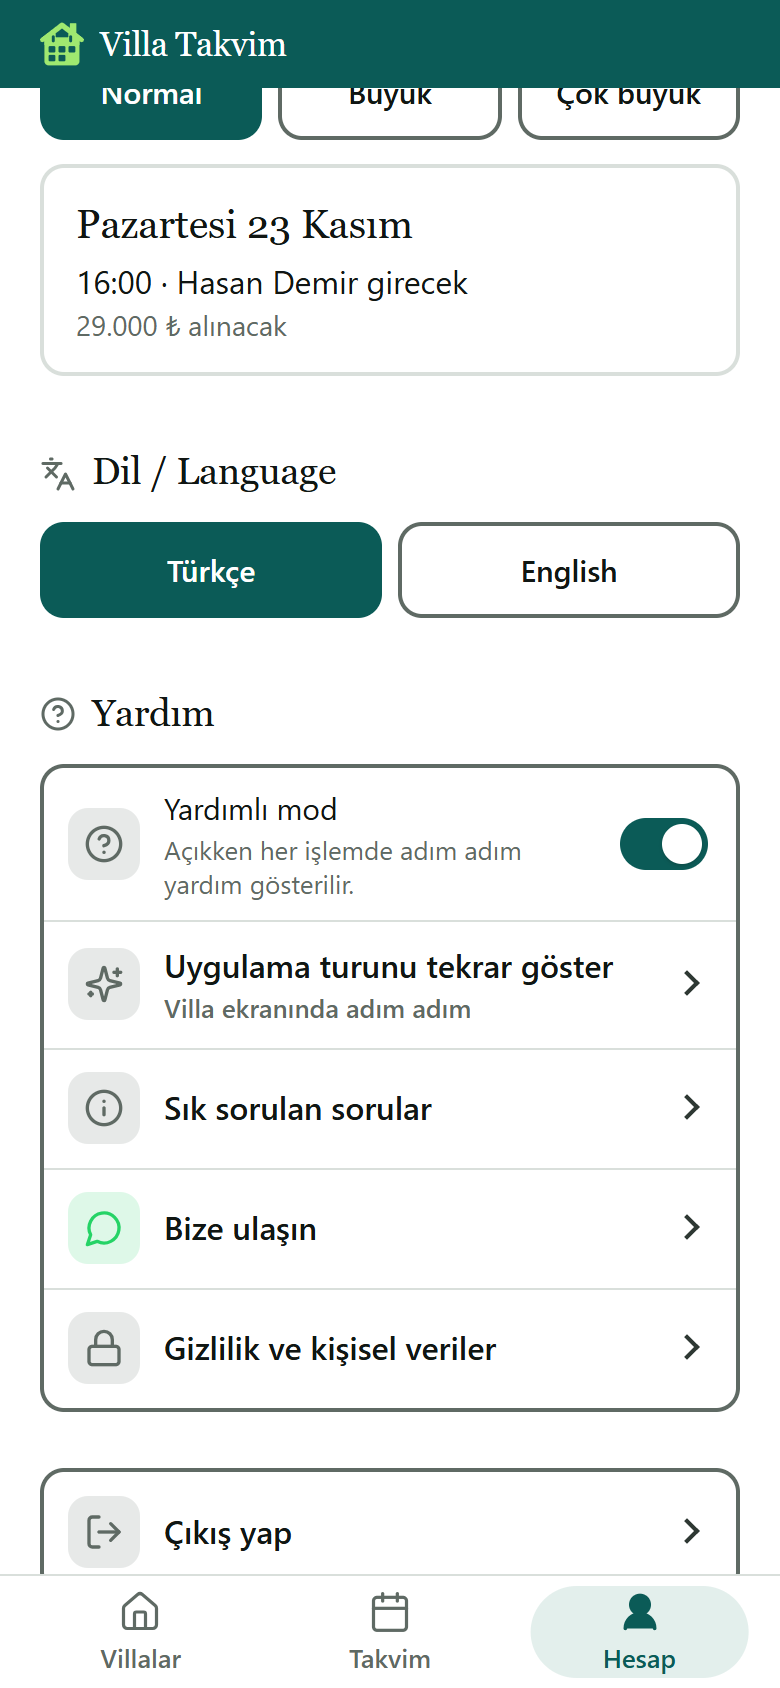 Villa Takvim
Normal
Büyük
Çok büyük
Pazartesi 23 Kasım
16:00 · Hasan Demir girecek
29.000 ₺ alınacak
Dil / Language
Türkçe
English
Yardım
Yardımlı mod
Açıkken her işlemde adım adım
yardım gösterilir.
Uygulama turunu tekrar göster
Villa ekranında adım adım
Sık sorulan sorular
Bize ulaşın
Gizlilik ve kişisel veriler
Çıkış yap
Villalar
Takvim
Hesap